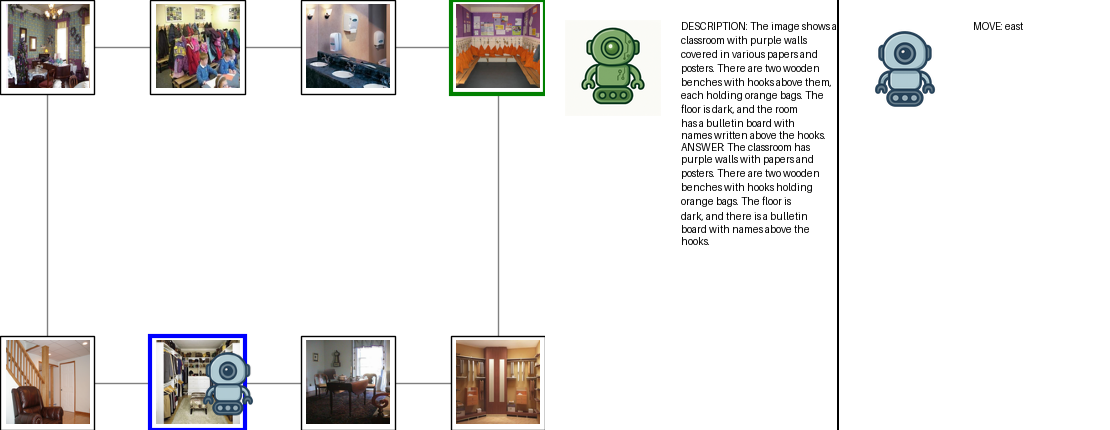 DESCRIPTION: The image shows a
classroom with purple walls
covered in various papers and
posters. There are two wooden
benches with hooks above them,
each holding orange bags. The
floor is dark, and the room
has a bulletin board with
names written above the hooks.
ANSWER: The classroom has
purple walls with papers and
posters. There are two wooden
benches with hooks holding
orange bags. The floor is
dark, and there is a bulletin
board with names above the
hooks.
MOVE: east